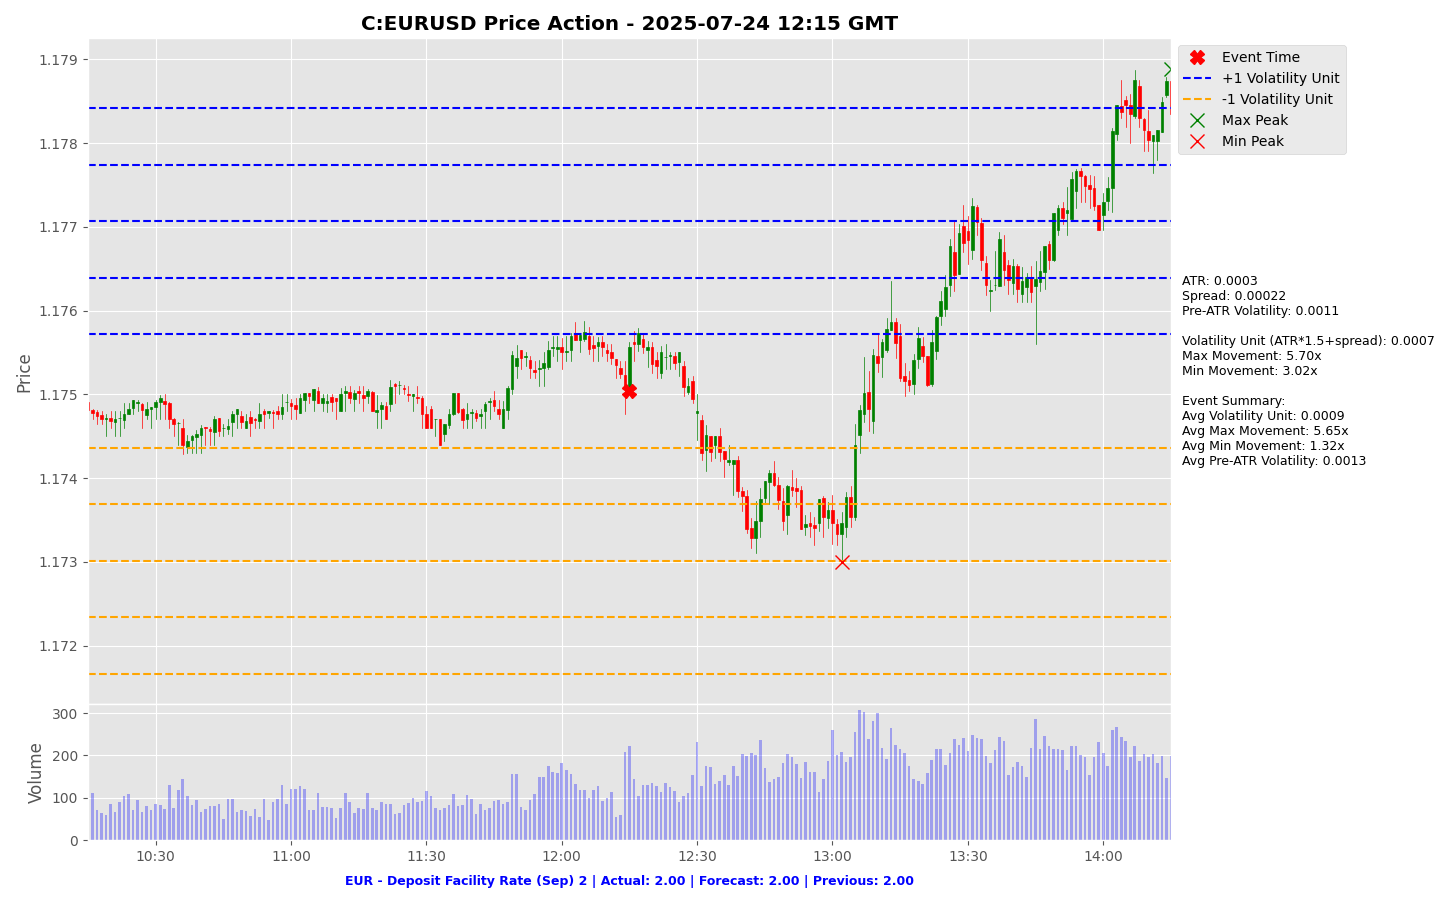 C:EURUSD Price Action - 2025-07-24 12:15 GMT
Event Time
+1 Volatility Unit
-1 Volatility Unit
Max Peak
Min Peak
Price
1.179
1.178
1.177
1.176
1.175
1.174
1.173
1.172
ATR: 0.0003
Spread: 0.00022
Pre-ATR Volatility: 0.0011
Volatility Unit (ATR*1.5+spread): 0.0007
Max Movement: 5.70x
Min Movement: 3.02x
Event Summary:
Avg Volatility Unit: 0.0009
Avg Max Movement: 5.65x
Avg Min Movement: 1.32x
Avg Pre-ATR Volatility: 0.0013
Volume
300
200
100
0
10:30 11:00 11:30 12:00 12:30 13:00 13:30 14:00
EUR - Deposit Facility Rate (Sep) 2 | Actual: 2.00 | Forecast: 2.00 | Previous: 2.00